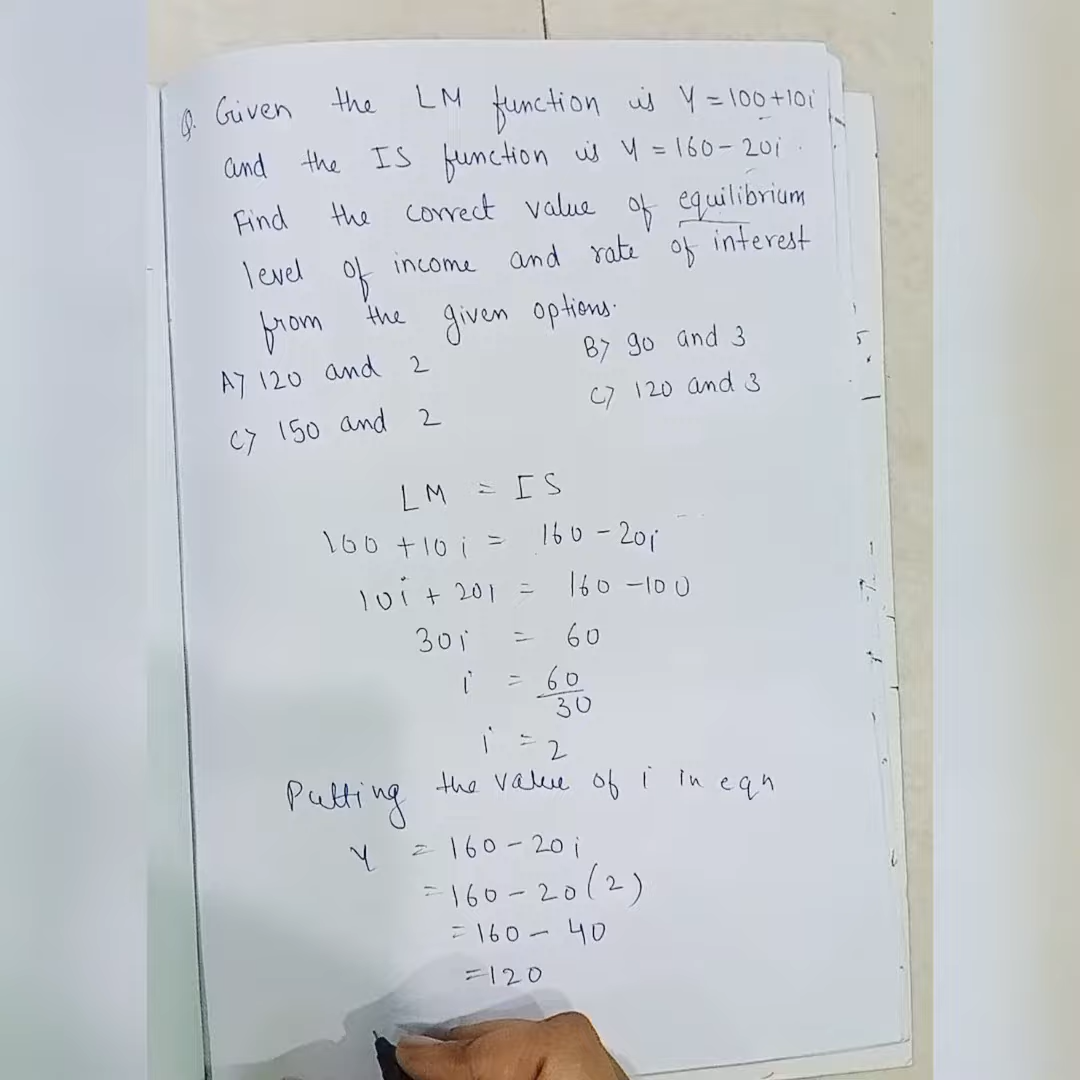 Q. Given the LM function is Y = 100 + 10i
and the IS function is Y = 160 - 20i.
Find the correct value of equilibrium
level of income and rate of interest
from the given options.
A> 120 and 2 B> 90 and 3
C> 150 and 2 C> 120 and 3
LM = IS
100 + 10i = 160 - 20i
10i + 20i = 160 - 100
30i = 60
i = 60/30
i = 2
Putting the value of i in eqn
Y = 160 - 20i
= 160 - 20(2)
= 160 - 40
= 120